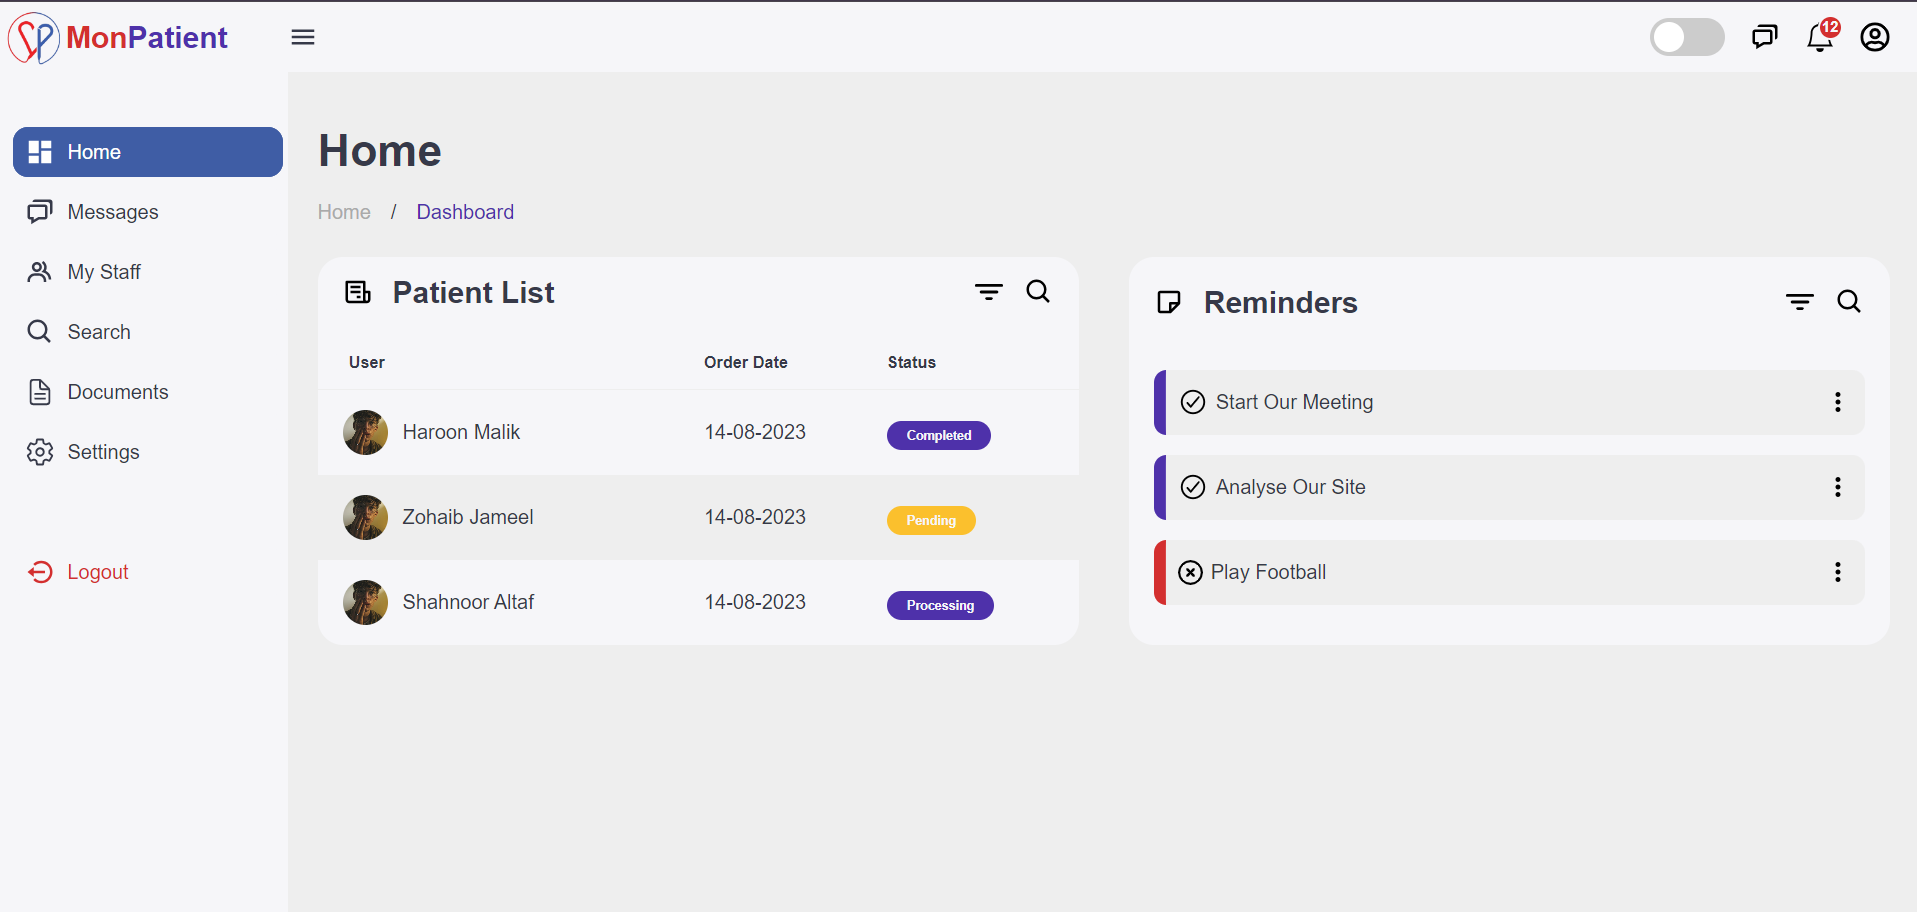 MonPatient
12
Home
Messages
My Staff
Search
Documents
Settings
Logout
Home
Home / Dashboard
Patient List
User Order Date Status
Haroon Malik 14-08-2023 Completed
Zohaib Jameel 14-08-2023 Pending
Shahnoor Altaf 14-08-2023 Processing
Reminders
Start Our Meeting
Analyse Our Site
Play Football